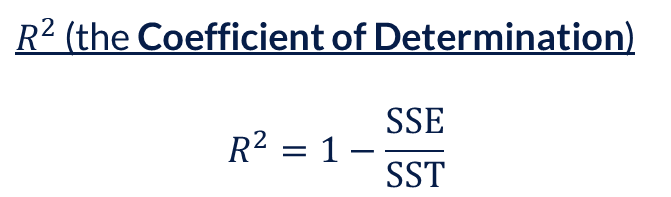 R² (the Coefficient of Determination)
R² = 1 − SSE/SST